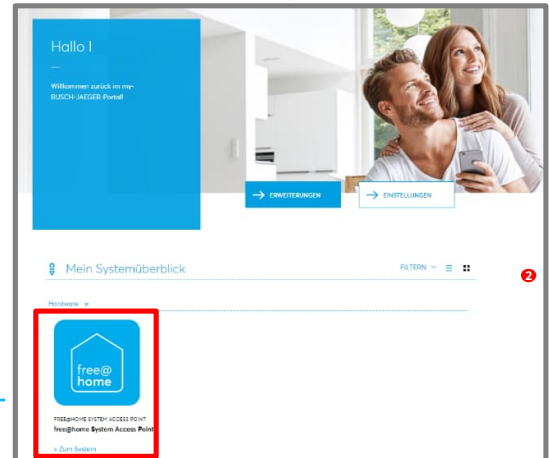 Hallo I
Willkommen zurück im my-
BUSCH-JAEGER-Portal!
→ ERWEITERUNGEN
→ EINSTELLUNGEN
Mein Systemüberblick
FILTERN
2
Hardware x
free@
home
FREE@HOME SYSTEM ACCESS POINT
free@home System Access Point
» Zum System